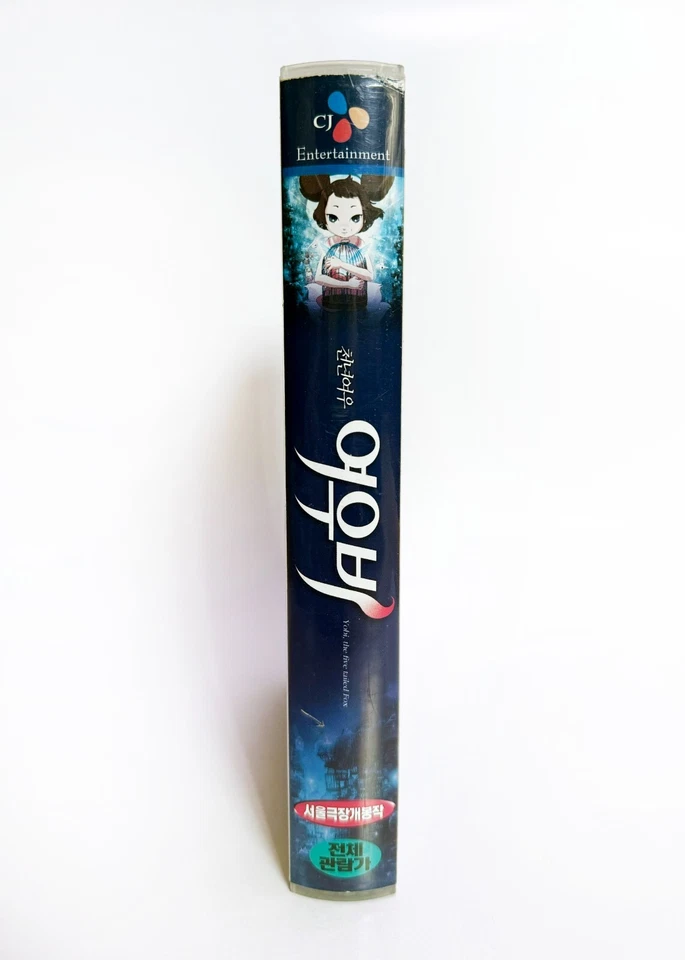 CJ
Entertainment
천년여우
여우비
Yobi, the five tailed Fox
서울극장개봉작
전체
관람가